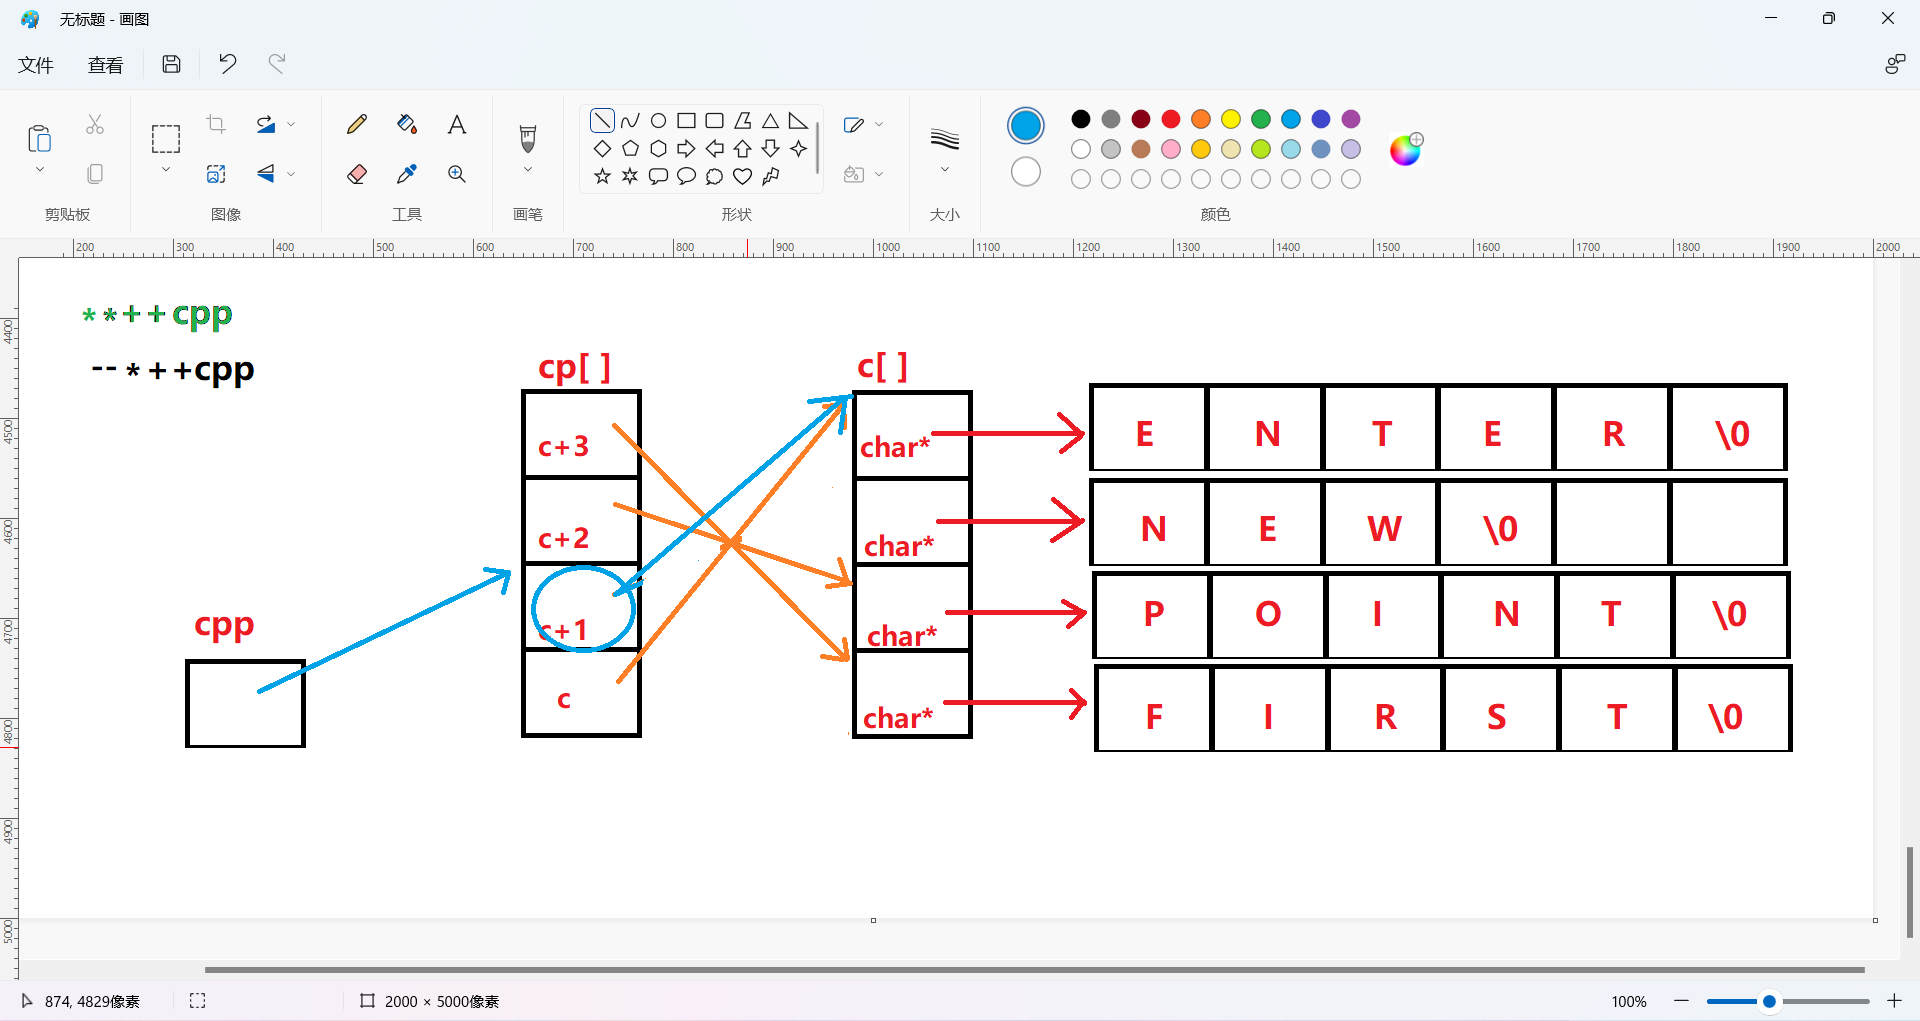 无标题 - 画图
文件 查看
剪贴板 图像 工具 画笔 形状 大小 颜色
200 300 400 500 600 700 800 900 1000 1100 1200 1300 1400 1500 1600 1700 1800 1900 2000
4400
4500
4600
4700
4800
4900
5000
**++cpp
--*++cpp
cp[ ] c[ ]
c+3 char* E N T E R \0
c+2 char* N E W \0
c+1 char* P O I N T \0
cpp
c char* F I R S T \0
874, 4829像素 2000 × 5000像素 100%